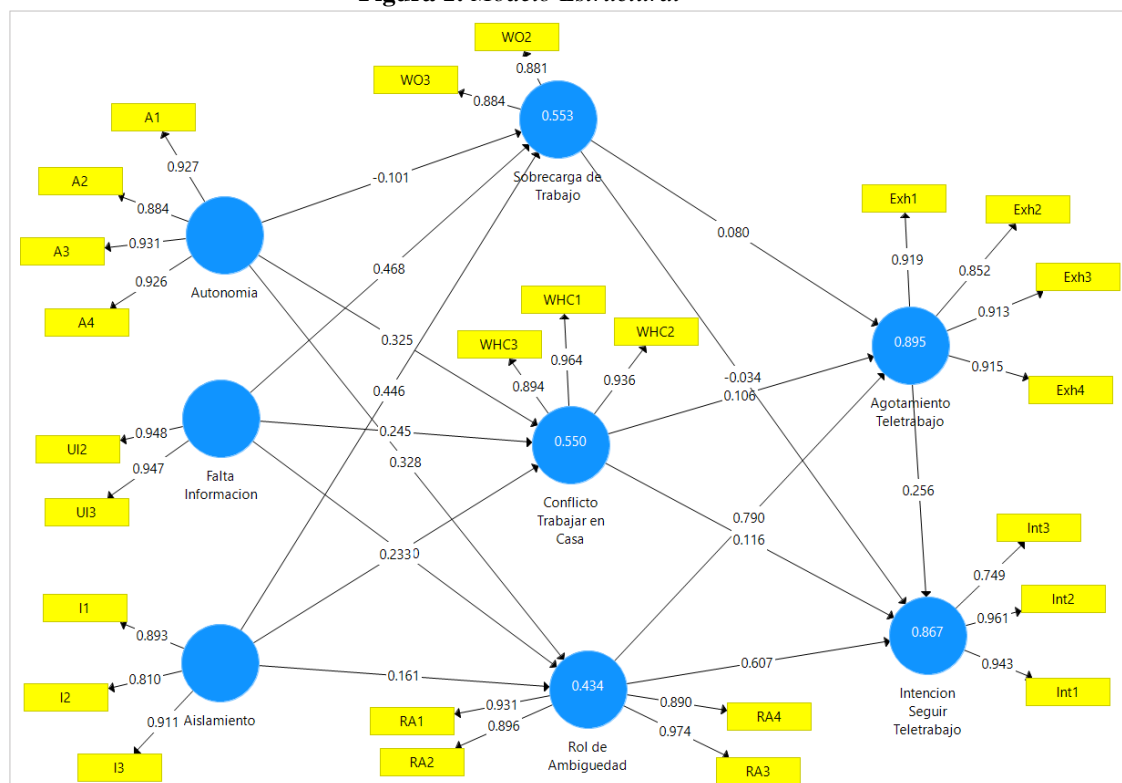 Figura 1. Modelo Estructural
WO2
0.881
WO3
0.884
0.553
Sobrecarga de
Trabajo
A1
0.927
A2
0.884
A3
0.931
0.926
A4
Autonomia
-0.101
0.468
0.325
0.446
0.245
0.328
0.080
-0.034
0.106
Exh1
0.919
Exh2
0.852
Exh3
0.913
0.915
Exh4
0.895
Agotamiento
Teletrabajo
WHC1
0.964
WHC3
0.894
WHC2
0.936
0.550
Conflicto
Trabajar en
Casa
UI2
0.948
0.947
UI3
Falta
Informacion
0.256
0.790
0.116
0.233
Int3
0.749
Int2
0.961
0.943
Int1
0.867
Intencion
Seguir
Teletrabajo
I1
0.893
I2
0.810
0.911
I3
Aislamiento
0.161
0.607
0.434
RA1
0.931
0.896
RA2
0.890
RA4
0.974
RA3
Rol de
Ambiguedad